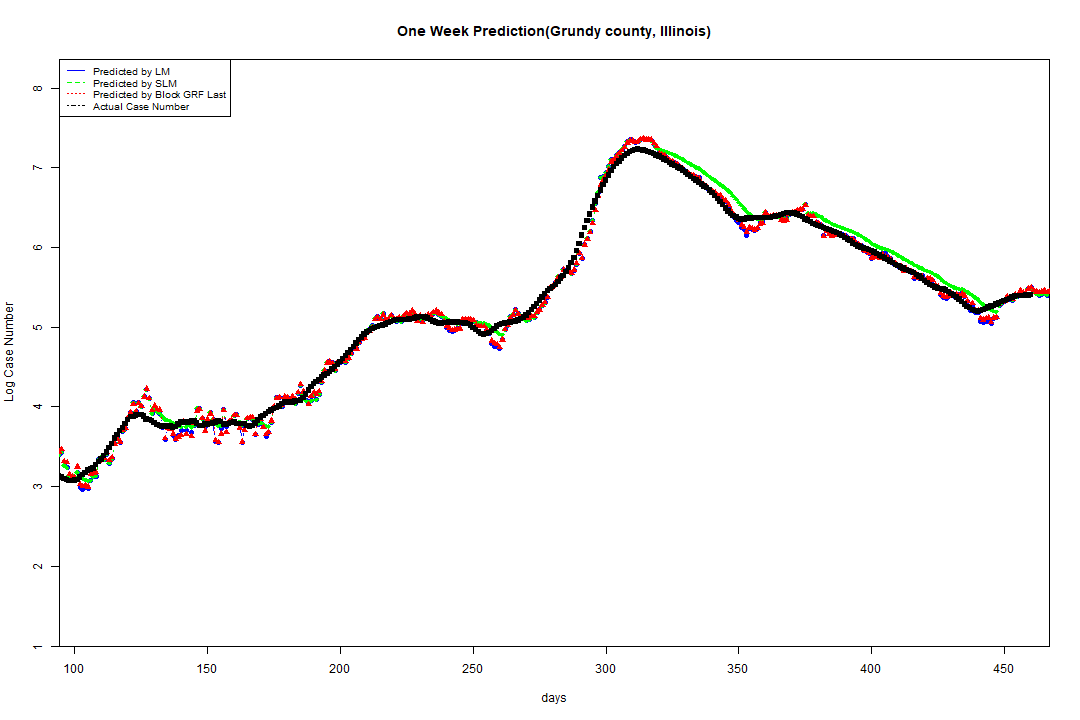 One Week Prediction(Grundy county, Illinois)
Predicted by LM
Predicted by SLM
Predicted by Block GRF Last
Actual Case Number
8
7
6
5
4
3
2
1
Log Case Number
100 150 200 250 300 350 400 450
days